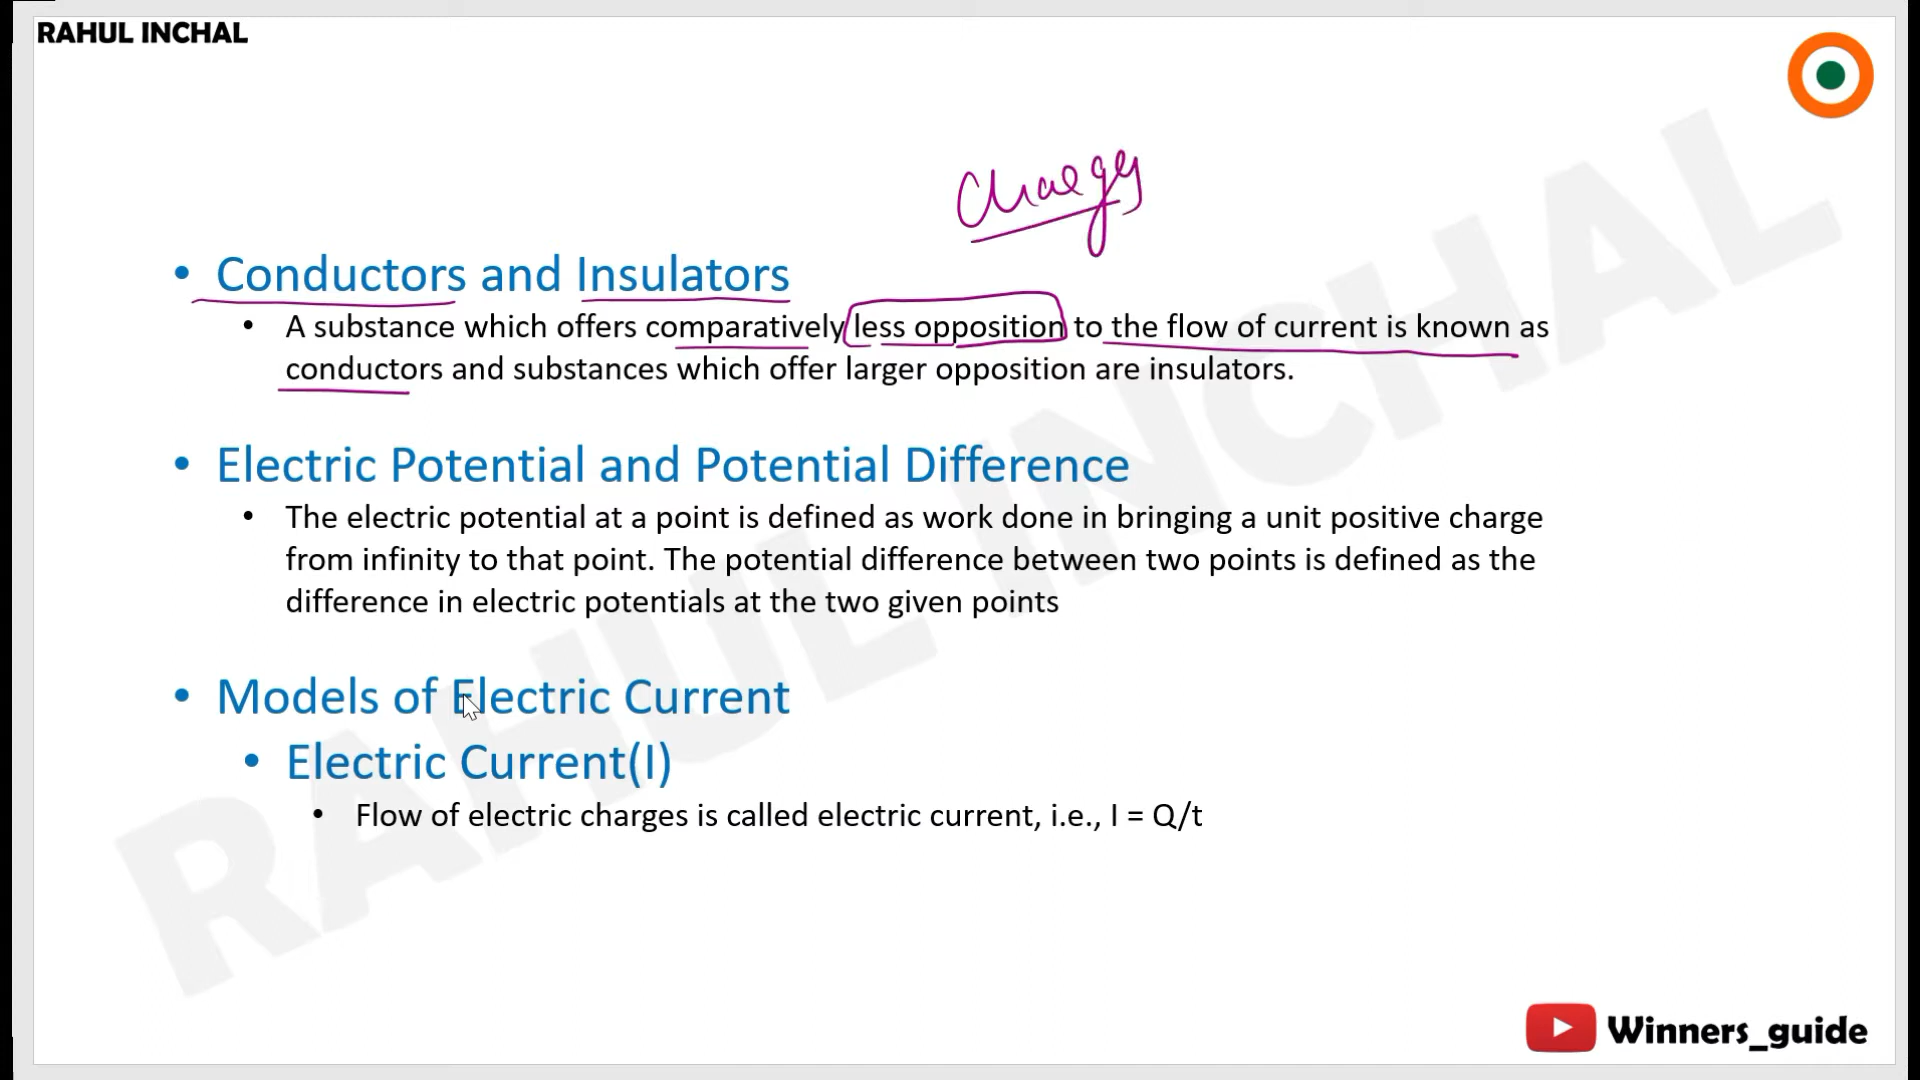 RAHUL INCHAL
Charges
• Conductors and Insulators
• A substance which offers comparatively less opposition to the flow of current is known as
conductors and substances which offer larger opposition are insulators.
• Electric Potential and Potential Difference
• The electric potential at a point is defined as work done in bringing a unit positive charge
from infinity to that point. The potential difference between two points is defined as the
difference in electric potentials at the two given points
• Models of Electric Current
• Electric Current(I)
• Flow of electric charges is called electric current, i.e., I = Q/t
RAHUL INCHAL
Winners_guide